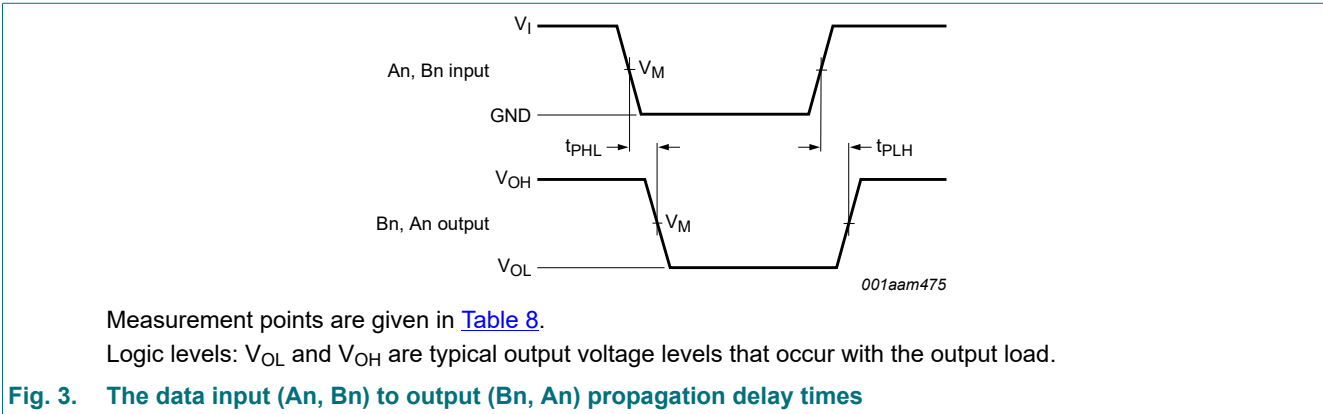 VI
An, Bn input
VM
GND
tPHL
tPLH
VOH
Bn, An output
VM
VOL
001aam475
Measurement points are given in Table 8.
Logic levels: VOL and VOH are typical output voltage levels that occur with the output load.
Fig. 3. The data input (An, Bn) to output (Bn, An) propagation delay times